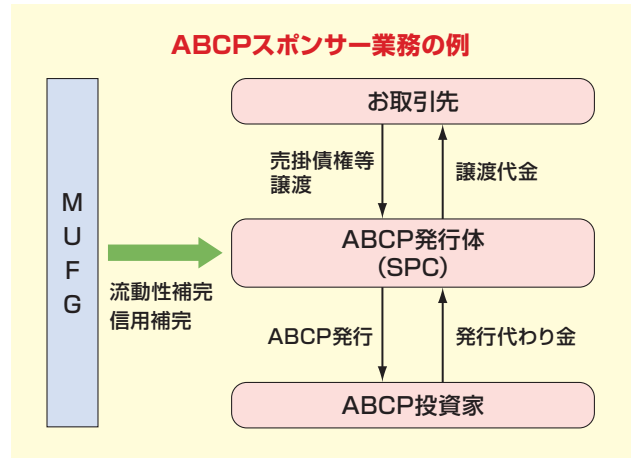 ABCPスポンサー業務の例
お取引先
売掛債権等
譲渡
譲渡代金
M
U
F
G
ABCP発行体
(SPC)
流動性補完
信用補完
ABCP発行
発行代わり金
ABCP投資家